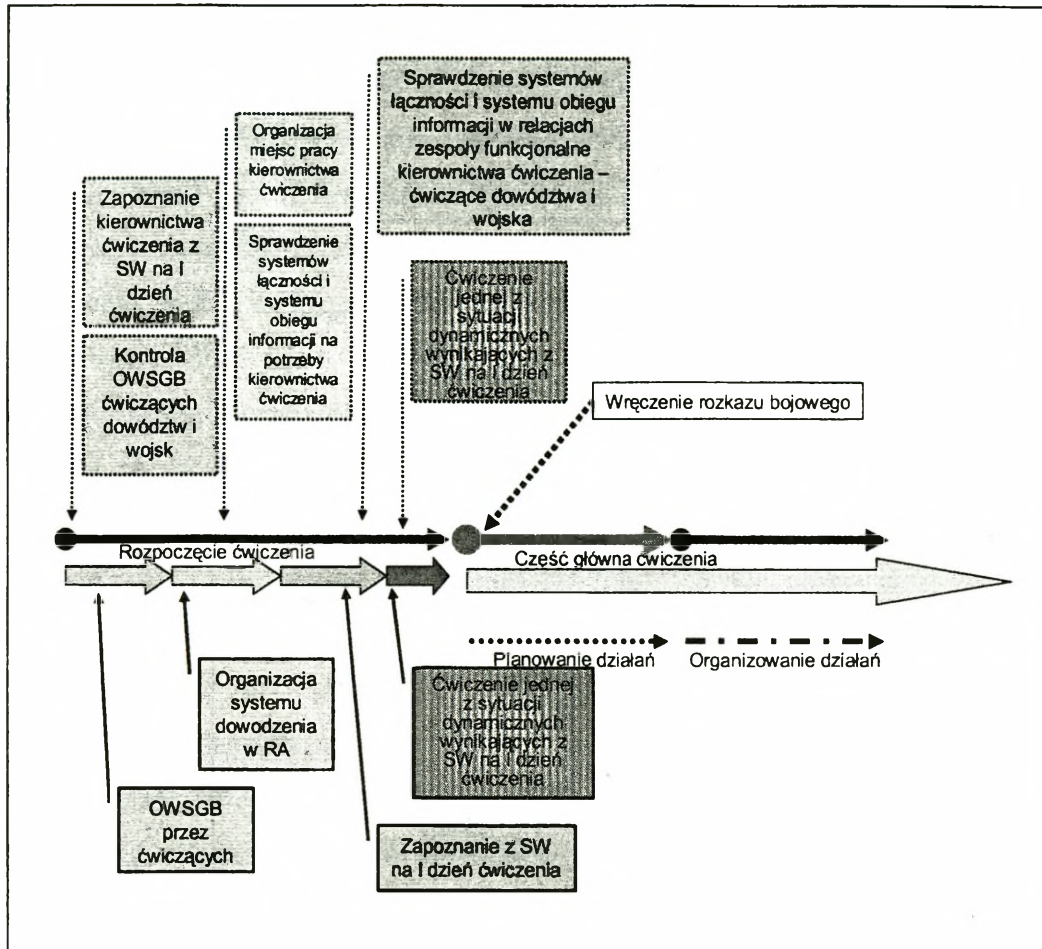 Sprawdzenie systemów
łączności i systemu obiegu
informacji w relacjach
zespoły funkcjonalne
kierownictwa ćwiczenia –
ćwiczące dowództwa i
wojska
Organizacja
miejsc pracy
kierownictwa
ćwiczenia
Zapoznanie
kierownictwa
ćwiczenia z
SW na I
dzień
ćwiczenia
Sprawdzenie
systemów
łączności i
systemu
obiegu
informacji na
potrzeby
kierownictwa
ćwiczenia
Kontrola
OWSGB
ćwiczących
dowództw i
wojsk
Ćwiczenie
jednej z
sytuacji
dynamicznych
wynikających z
SW na I dzień
ćwiczenia
Wręczenie rozkazu bojowego
Rozpoczęcie ćwiczenia
Część główna ćwiczenia
Planowanie działań
Organizowanie działań
Organizacja
systemu
dowodzenia
w RA
Ćwiczenie jednej
z sytuacji
dynamicznych
wynikających z
SW na I dzień
ćwiczenia
OWSGB
przez
ćwiczących
Zapoznanie z SW
na I dzień ćwiczenia